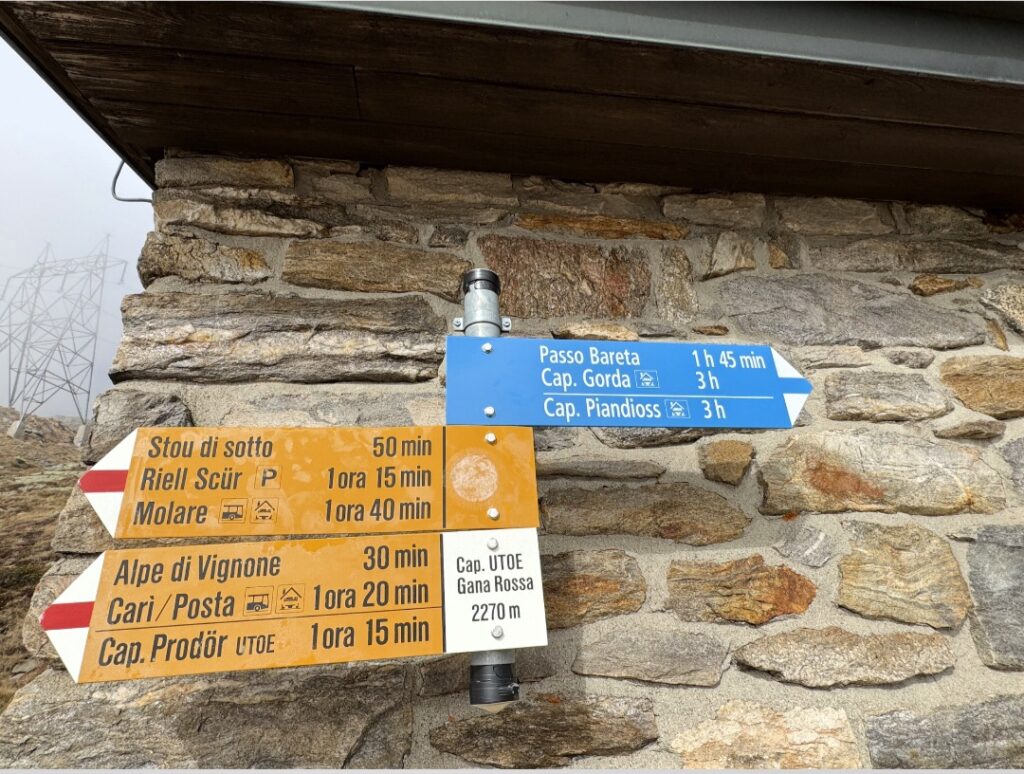 Passo Bareta 1 h 45 min
Cap. Gorda 3 h
Cap. Piandioss 3 h
Stou di sotto 50 min
Riell Scür P 1 ora 15 min
Molare 1 ora 40 min
Alpe di Vignone 30 min
Carì/Posta 1 ora 20 min
Cap. Prodör UTOE 1 ora 15 min
Cap. UTOE
Gana Rossa
2270 m